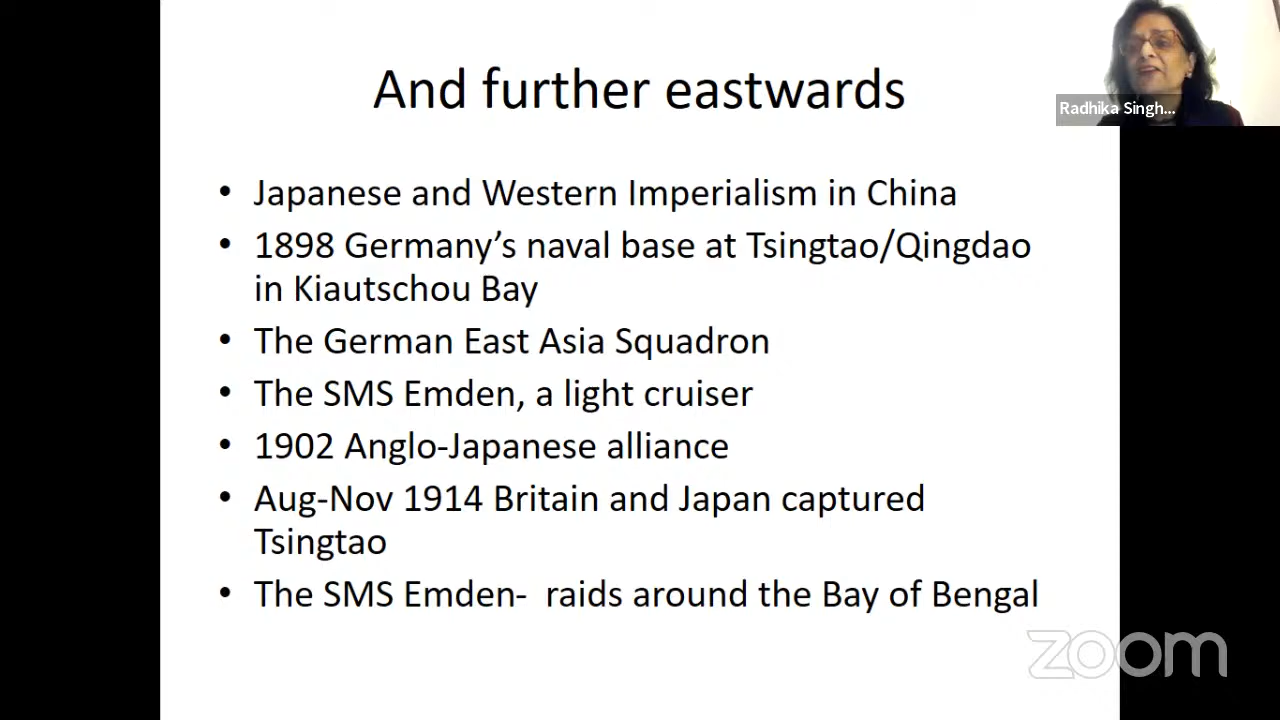 And further eastwards
Radhika Singh...
• Japanese and Western Imperialism in China
• 1898 Germany’s naval base at Tsingtao/Qingdao
in Kiautschou Bay
• The German East Asia Squadron
• The SMS Emden, a light cruiser
• 1902 Anglo-Japanese alliance
• Aug-Nov 1914 Britain and Japan captured
Tsingtao
• The SMS Emden-  raids around the Bay of Bengal
zoom